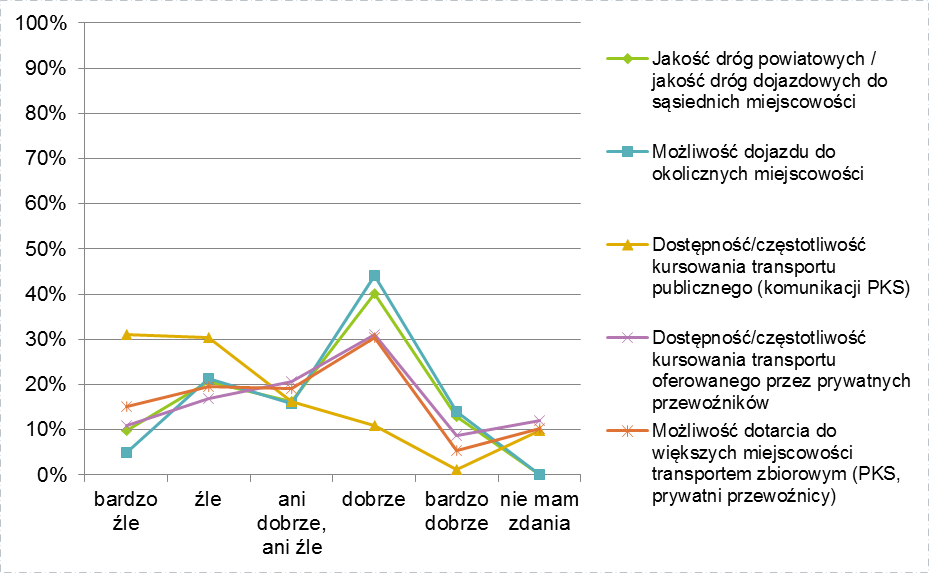 100%
90%
80%
70%
60%
50%
40%
30%
20%
10%
0%
bardzo
źle
źle
ani
dobrze,
ani źle
dobrze
bardzo
dobrze
nie mam
zdania
Jakość dróg powiatowych /
jakość dróg dojazdowych do
sąsiednich miejscowości
Możliwość dojazdu do
okolicznych miejscowości
Dostępność/częstotliwość
kursowania transportu
publicznego (komunikacji PKS)
Dostępność/częstotliwość
kursowania transportu
oferowanego przez prywatnych
przewoźników
Możliwość dotarcia do
większych miejscowości
transportem zbiorowym (PKS,
prywatni przewoźnicy)